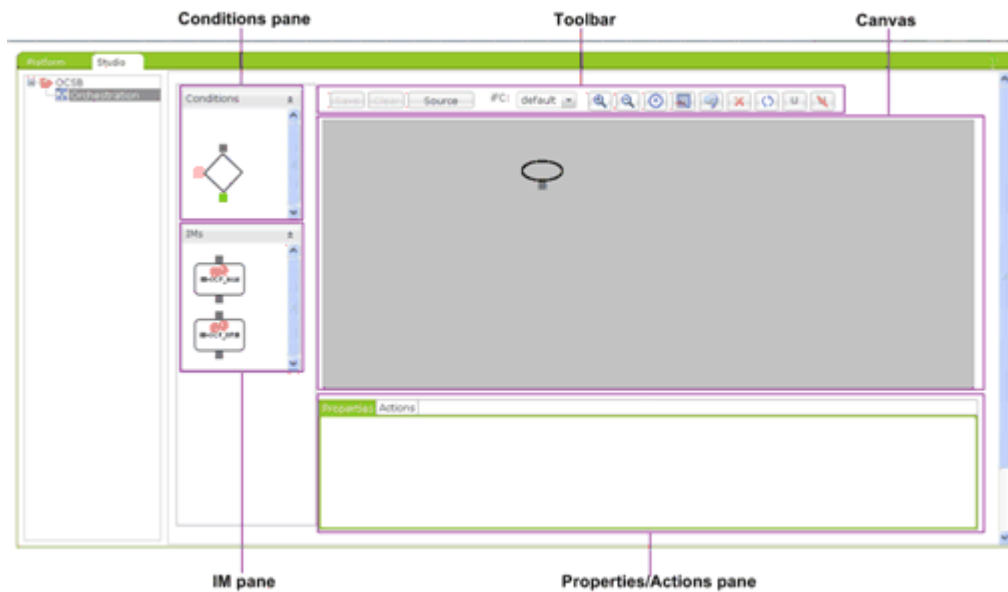 Conditions pane
Toolbar
Canvas
Platform
Studio
OCSB
Orchestration
Conditions
Save
Clear
Source
iFC:
default
U
IMs
Properties
Actions
IM pane
Properties/Actions pane